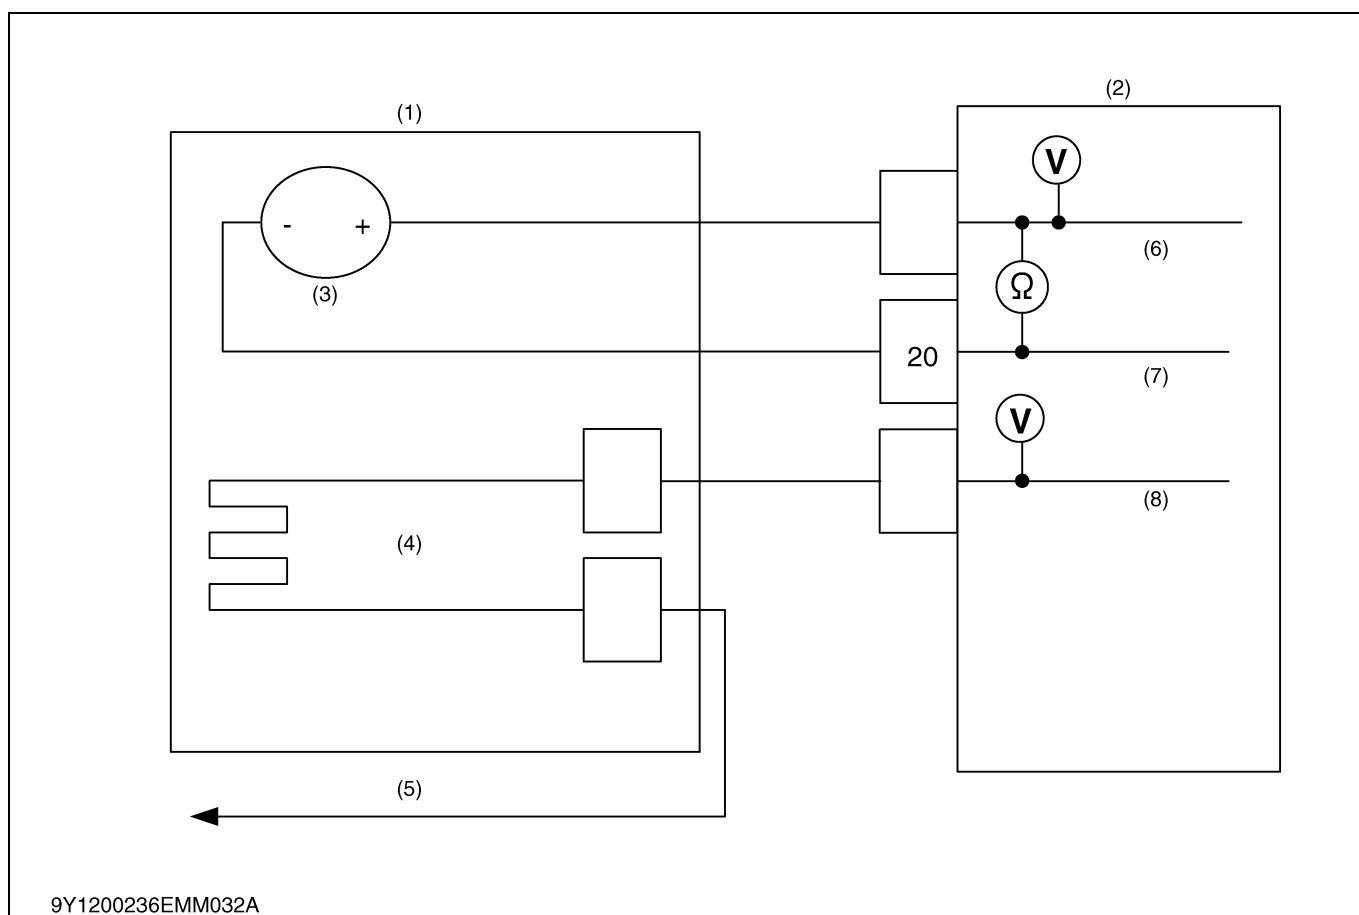 (1)
(2)
V
- +
(6)
(3)
Ω
20
(7)
V
(8)
(4)
(5)
9Y1200236EMM032A